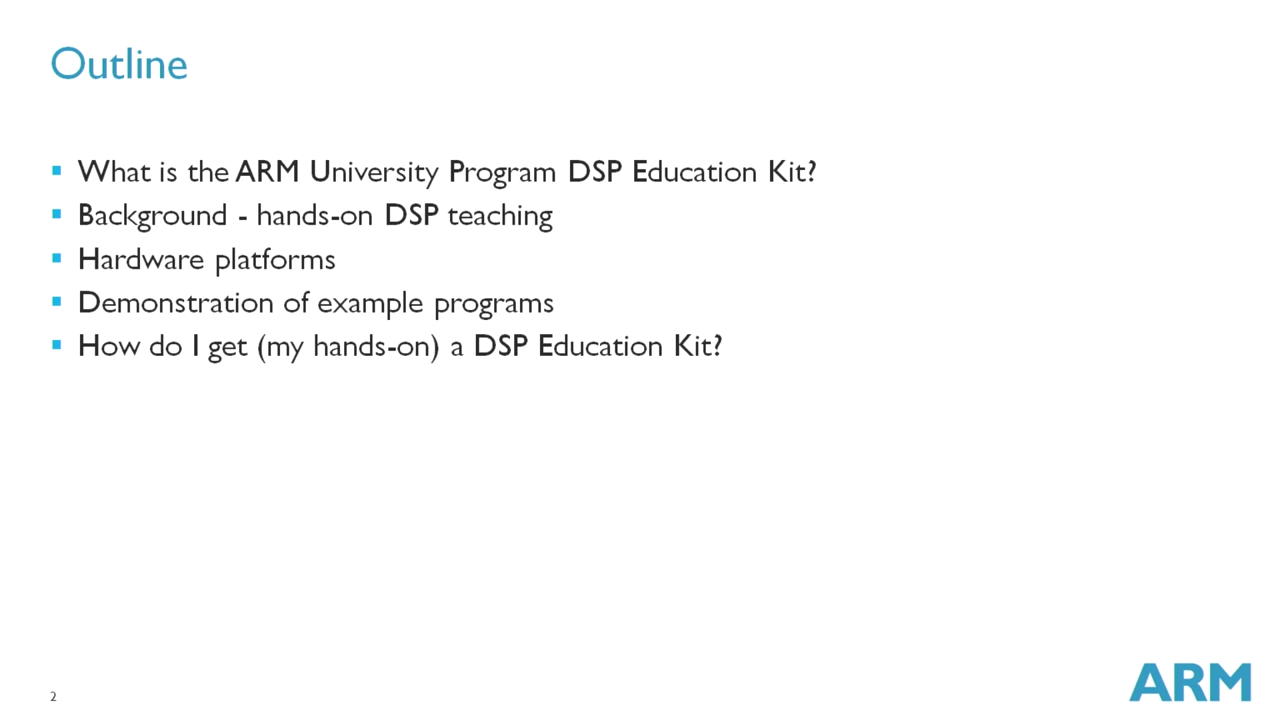 Outline
▪ What is the ARM University Program DSP Education Kit?
▪ Background - hands-on DSP teaching
▪ Hardware platforms
▪ Demonstration of example programs
▪ How do I get (my hands-on) a DSP Education Kit?
2
ARM